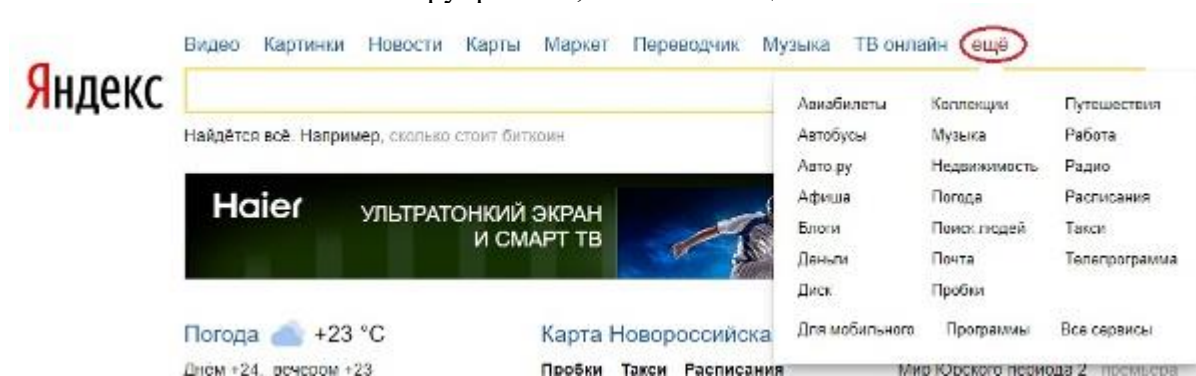 Видео Картинки Новости Карты Маркет Переводчик Музыка ТВ онлайн ещё
Яндекс
Найдётся всё. Например, сколько стоит биткоин
Авиабилеты Коллекции Путешествия
Автобусы Музыка Работа
Авто.ру Недвижимость Радио
Афиша Погода Расписания
Блоги Поиск людей Такси
Деньги Почта Телепрограмма
Диск Пробки
Для мобильного Программы Все сервисы
Haier УЛЬТРАТОНКИЙ ЭКРАН
И СМАРТ ТВ
Погода +23 °C
Днём +24, вечером +23
Карта Новороссийска
Пробки Такси Расписания
Мир Юрского периода 2 премьера